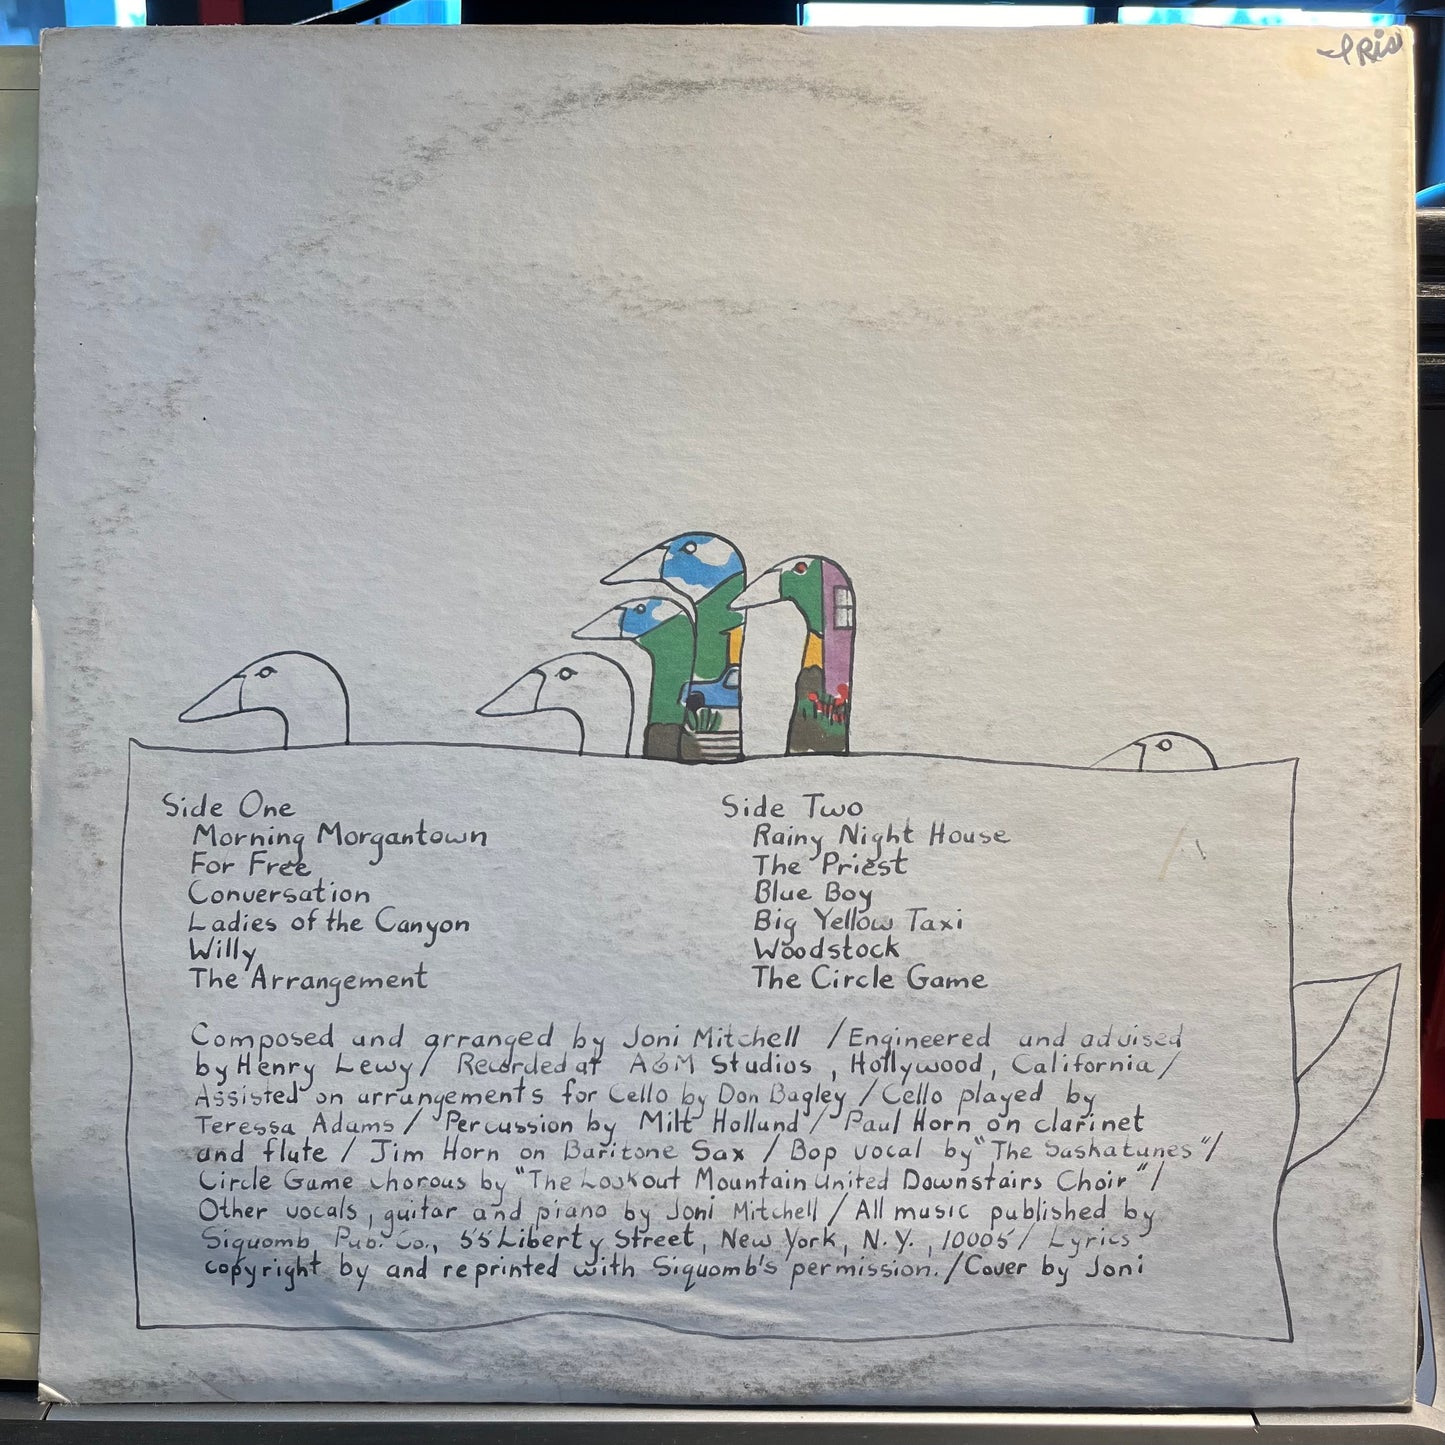 Iris
Side One
Morning Morgantown
For Free
Conversation
Ladies of the Canyon
Willy
The Arrangement
Side Two
Rainy Night House
The Priest
Blue Boy
Big Yellow Taxi
Woodstock
The Circle Game
Composed and arranged by Joni Mitchell / Engineered and advised
by Henry Lewy / Recorded at A&M Studios, Hollywood, California /
Assisted on arrangements for Cello by Don Bagley / Cello played by
Teressa Adams / Percussion by Milt Holland / Paul Horn on clarinet
and flute / Jim Horn on Baritone Sax / Bop vocal by "The Saskatunes" /
Circle Game chorous by "The Lookout Mountain United Downstairs Choir" /
Other vocals, guitar and piano by Joni Mitchell / All music published by
Siquomb Pub. Co., 55 Liberty Street, New York, N.Y., 10005 / Lyrics
copyright by and reprinted with Siquomb's permission. / Cover by Joni